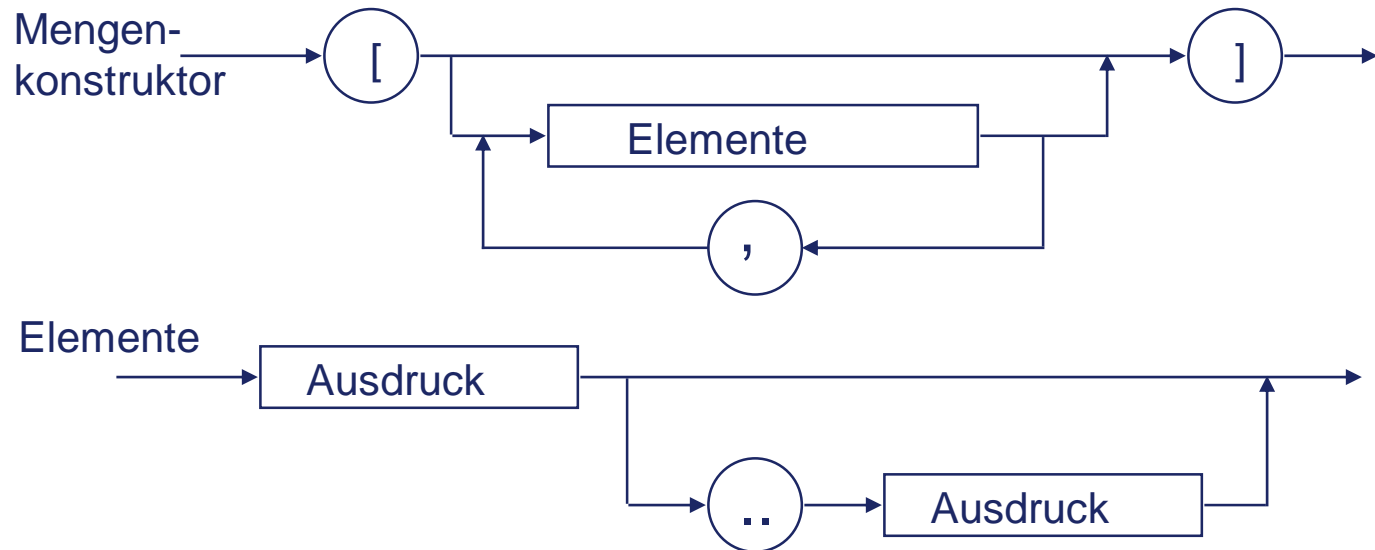 Mengen-
konstruktor
[
]
Elemente
,
Elemente
Ausdruck
..
Ausdruck